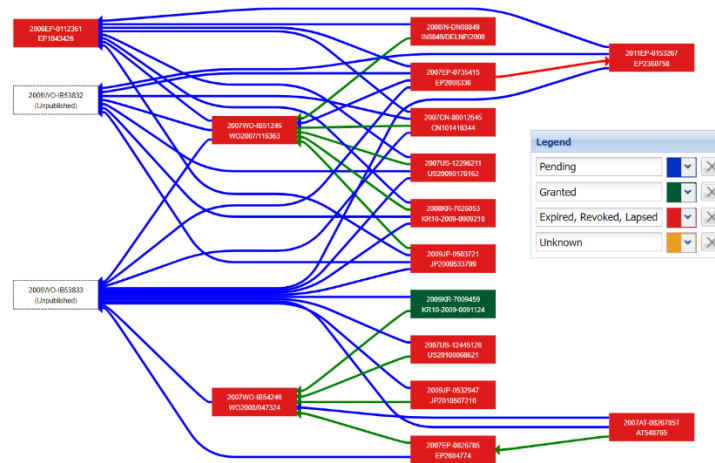 2006EP-0112361
EP1843426
2006WO-IB53832
(Unpublished)
2008WO-IB53833
(Unpublished)
2007WO-IB51246
WO2007/116363
2007WO-IB54246
WO2008/047324
2008IN-DN08849
IN8849/DELNP/2008
2007EP-0735415
EP2008336
2007CN-80012545
CN101416344
2007US-12296211
US20090176162
2008KR-7026053
KR10-2009-0009210
2009JP-0503721
JP2009533799
2009KR-7009459
KR10-2009-0091124
2007US-12445128
US20100068621
2009JP-0532947
JP2010507210
2007EP-0826785
EP2084774
2011EP-0153267
EP2360758
2007AT-0826785T
AT548765
Legend
Pending
Granted
Expired, Revoked, Lapsed
Unknown